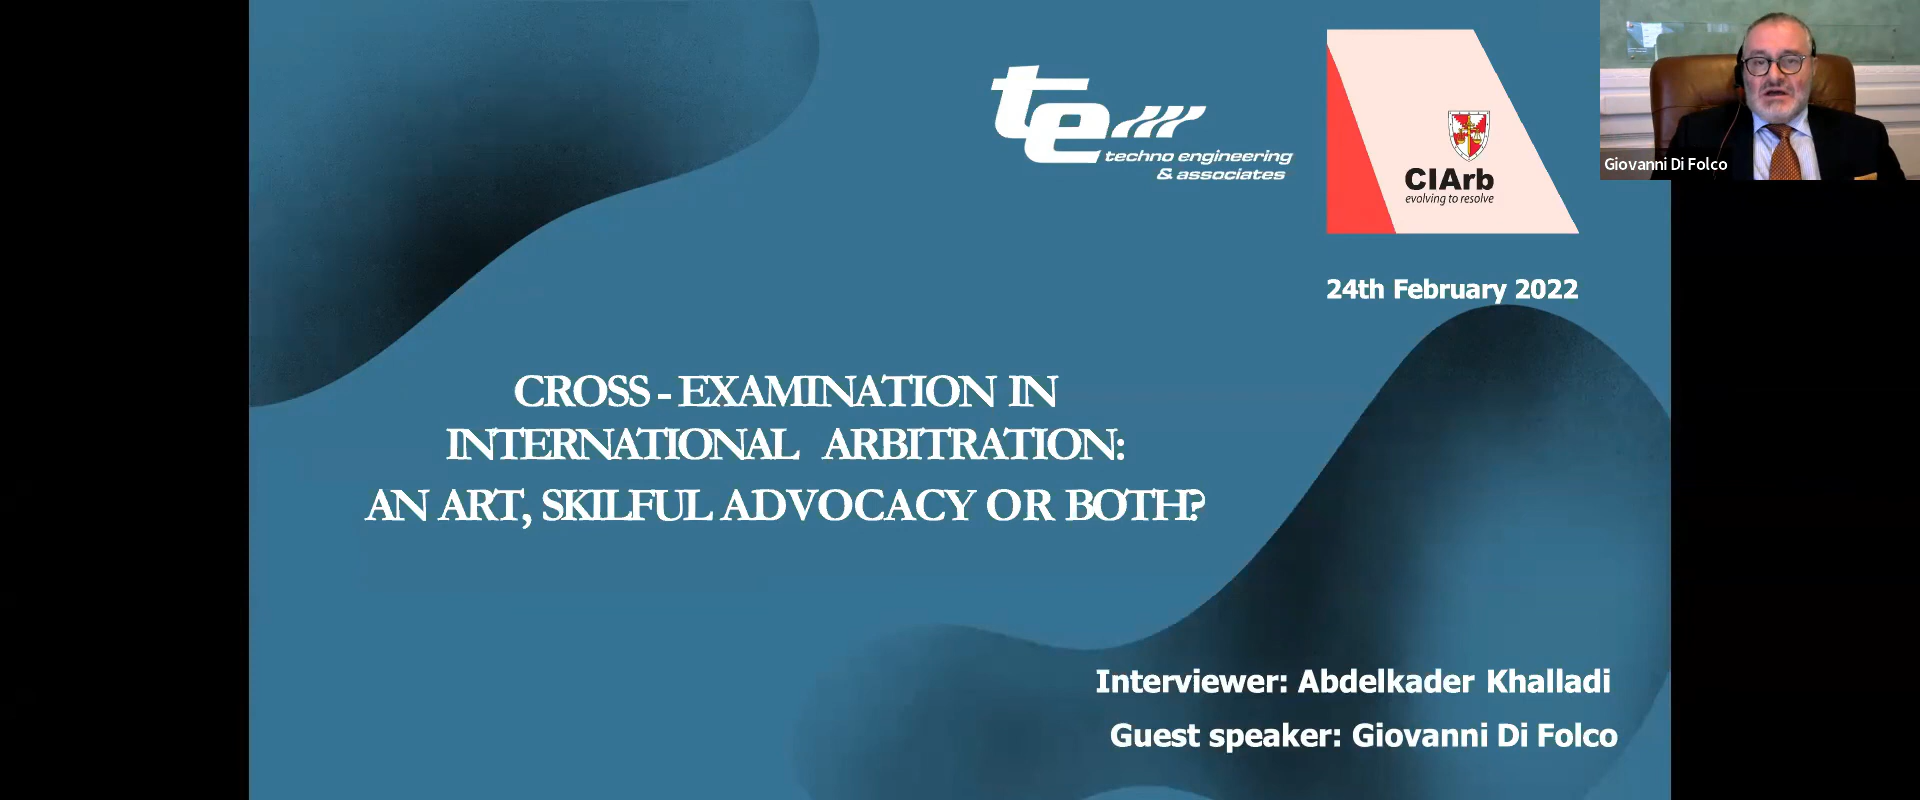 te
techno engineering
& associates
CIArb
evolving to resolve
Giovanni Di Folco
24th February 2022
CROSS - EXAMINATION IN
INTERNATIONAL ARBITRATION:
AN ART, SKILFUL ADVOCACY OR BOTH?
Interviewer: Abdelkader Khalladi
Guest speaker: Giovanni Di Folco